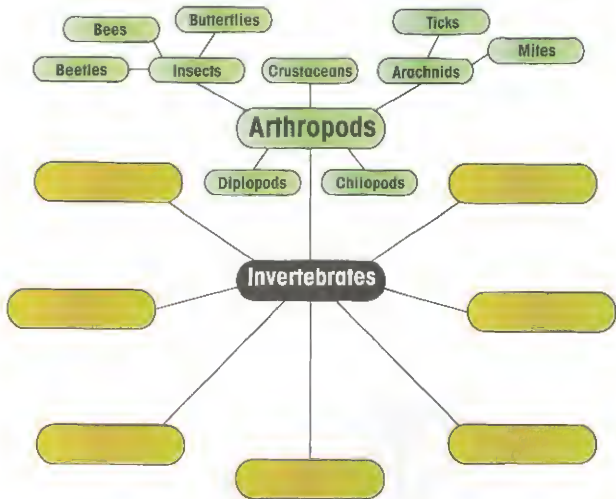 Bees
Butterflies
Ticks
Beetles
Insects
Crustaceans
Arachnids
Mites
Arthropods
Diplopods
Chilopods
Invertebrates